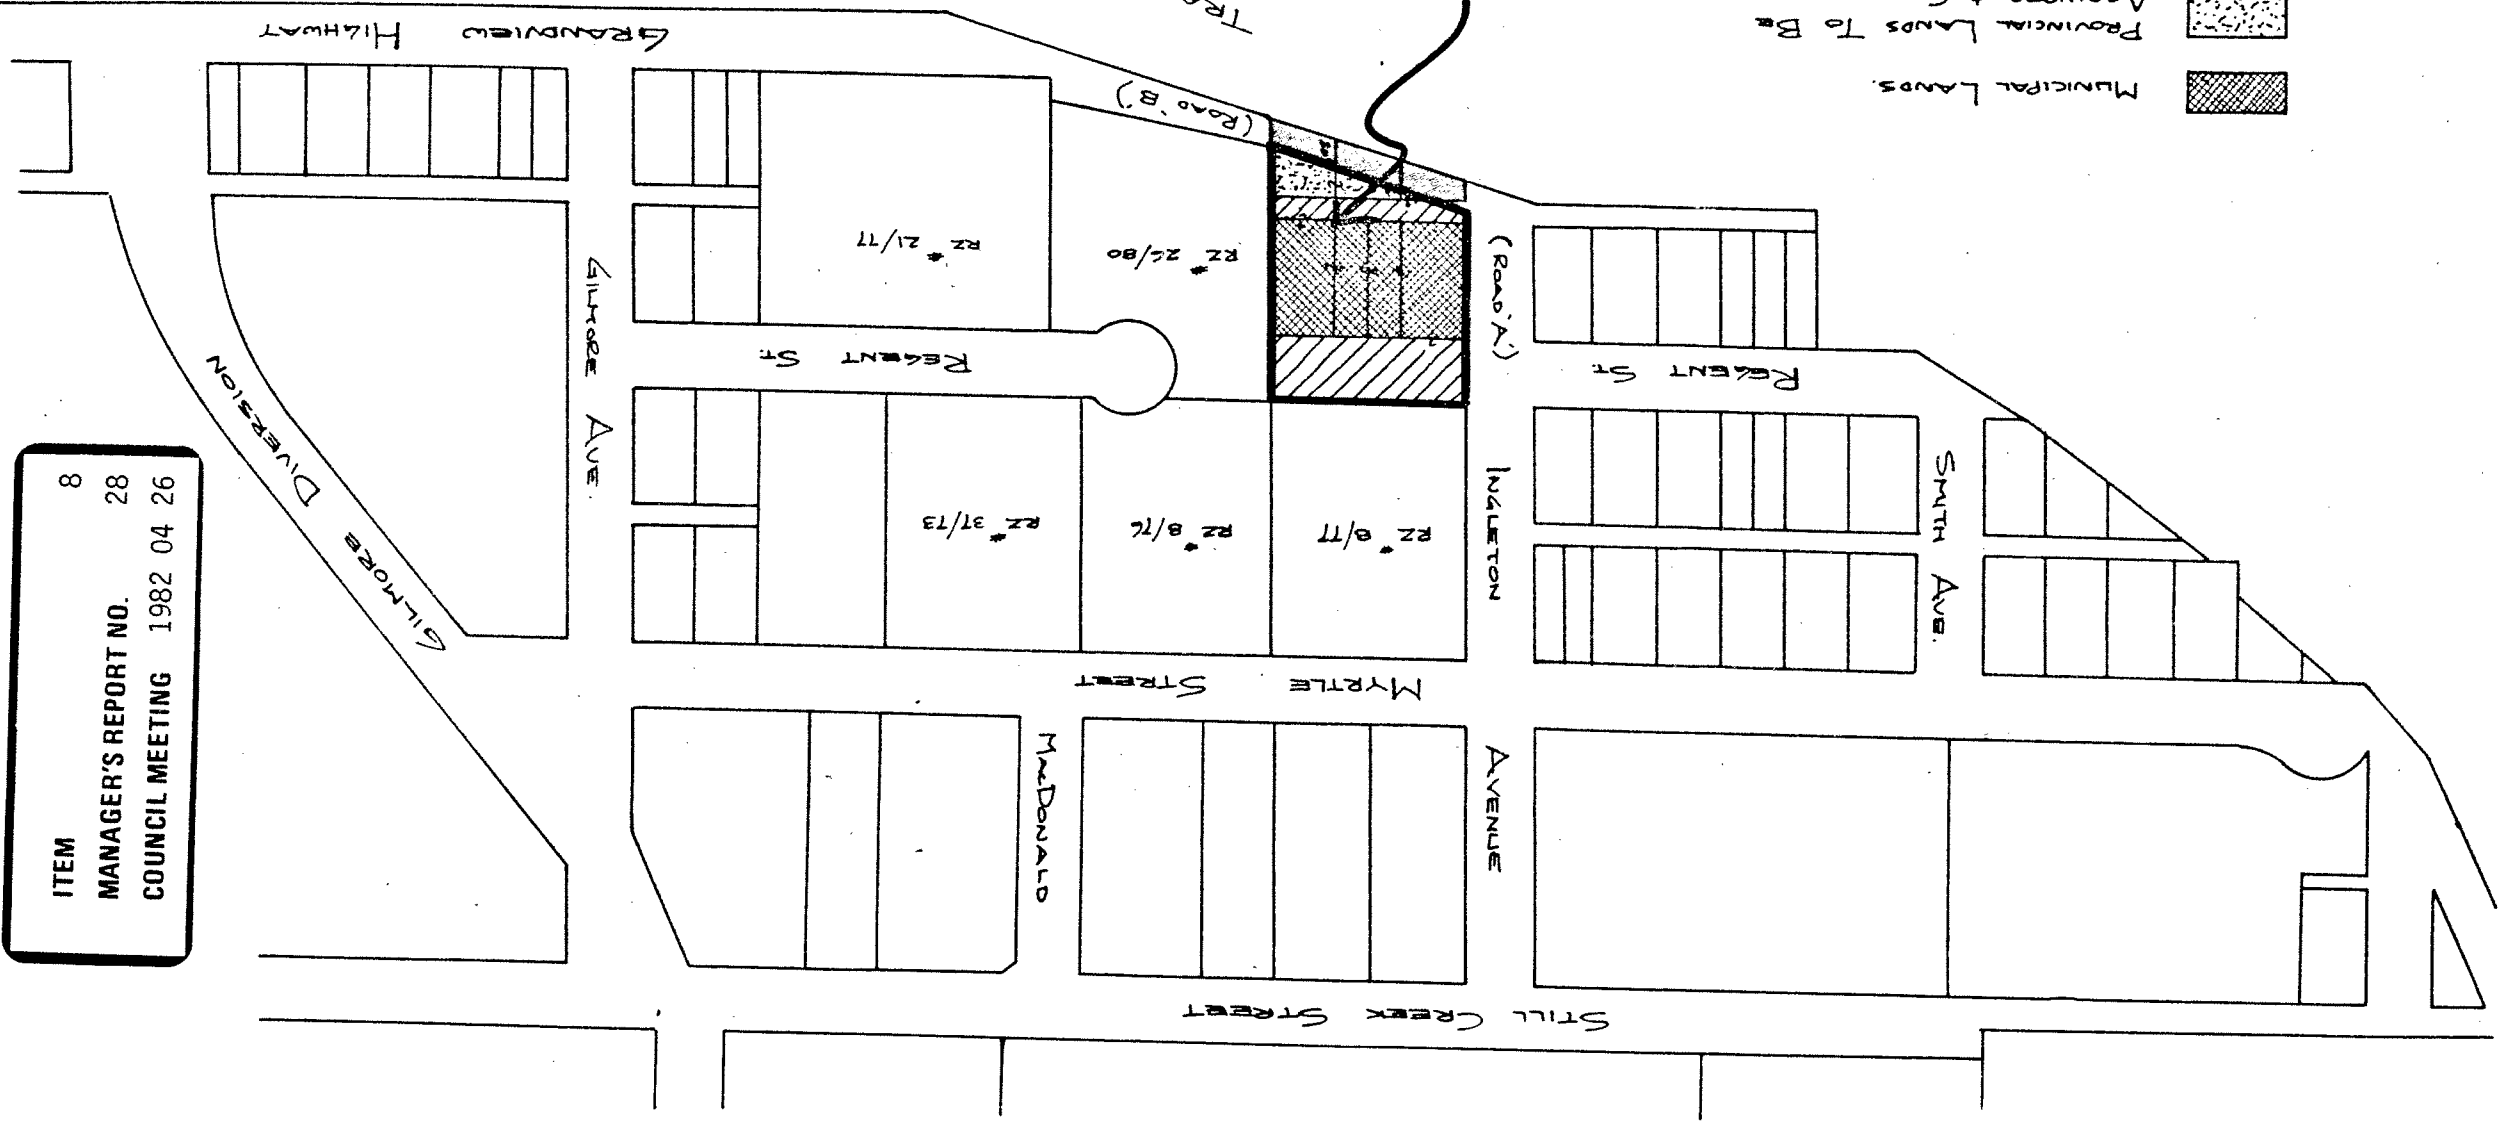 ITEM 8
MANAGER'S REPORT NO. 28
COUNCIL MEETING 1982 04 26
STILL CREEK STREET
AVENUE
MacDONALD
MYRTLE STREET
GILMORE DIVERSION
SMITH AVE.
INGLETON
RZ # 8/77
RZ # 8/76
RZ # 37/73
GILMORE AVE.
REGENT ST.
REGENT ST.
(ROAD 'A')
RZ # 26/80
RZ # 21/77
(ROAD 'B')
GRANDVIEW HIGHWAY
MUNICIPAL LANDS.
PROVINCIAL LANDS TO BE